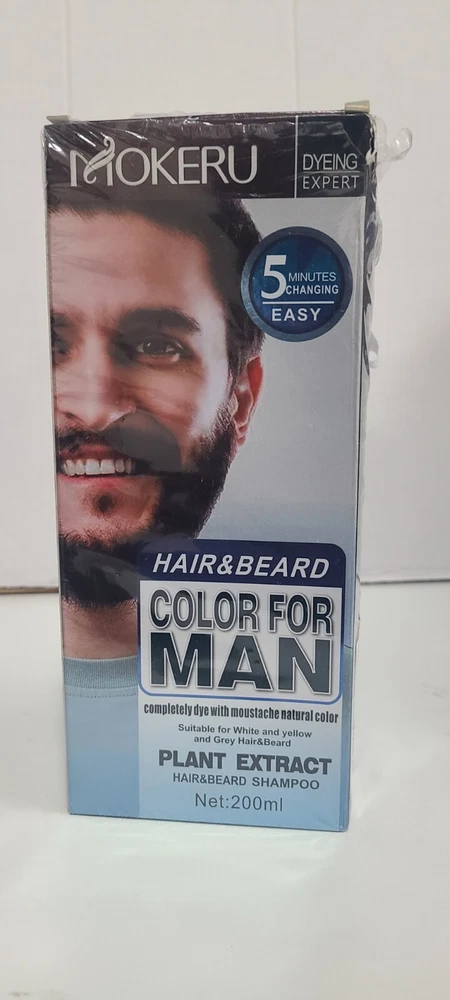 MOKERU
DYEING
EXPERT
5 MINUTES
CHANGING
EASY
HAIR&BEARD
COLOR FOR
MAN
completely dye with moustache natural color
Suitable for White and yellow
and Grey Hair&Beard
PLANT EXTRACT
HAIR&BEARD SHAMPOO
Net:200ml